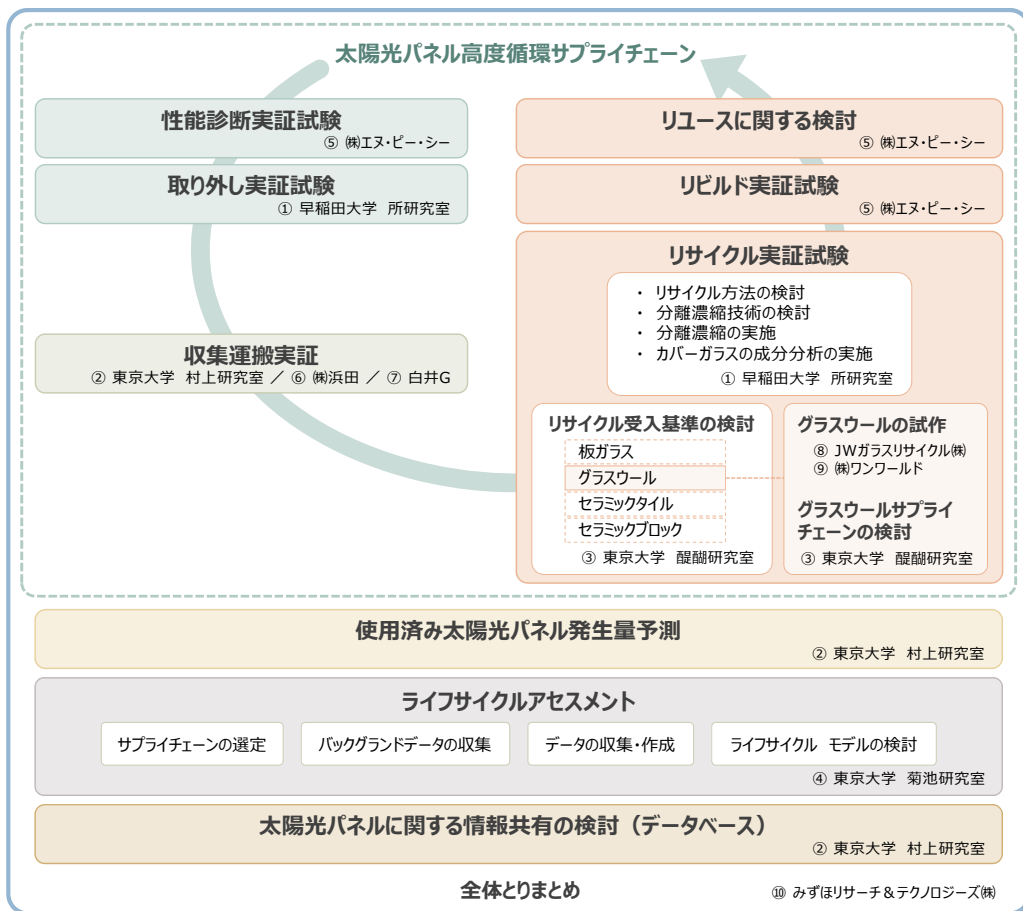 太陽光パネル高度循環サプライチェーン
性能診断実証試験
⑤ ㈱エヌ・ピー・シー
取り外し実証試験
① 早稲田大学 所研究室
収集運搬実証
② 東京大学 村上研究室 ／ ⑥ ㈱浜田 ／ ⑦ 白井G
リユースに関する検討
⑤ ㈱エヌ・ピー・シー
リビルド実証試験
⑤ ㈱エヌ・ピー・シー
リサイクル実証試験
・ リサイクル方法の検討
・ 分離濃縮技術の検討
・ 分離濃縮の実施
・ カバーガラスの成分分析の実施
① 早稲田大学 所研究室
リサイクル受入基準の検討
板ガラス
グラスウール
セラミックタイル
セラミックブロック
③ 東京大学 醍醐研究室
グラスウールの試作
⑧ JWガラスリサイクル㈱
⑨ ㈱ワンワールド
グラスウールサプライ
チェーンの検討
③ 東京大学 醍醐研究室
使用済み太陽光パネル発生量予測
② 東京大学 村上研究室
ライフサイクルアセスメント
サプライチェーンの選定
バックグランドデータの収集
データの収集・作成
ライフサイクル モデルの検討
④ 東京大学 菊池研究室
太陽光パネルに関する情報共有の検討（データベース）
② 東京大学 村上研究室
全体とりまとめ
⑩ みずほリサーチ＆テクノロジーズ㈱